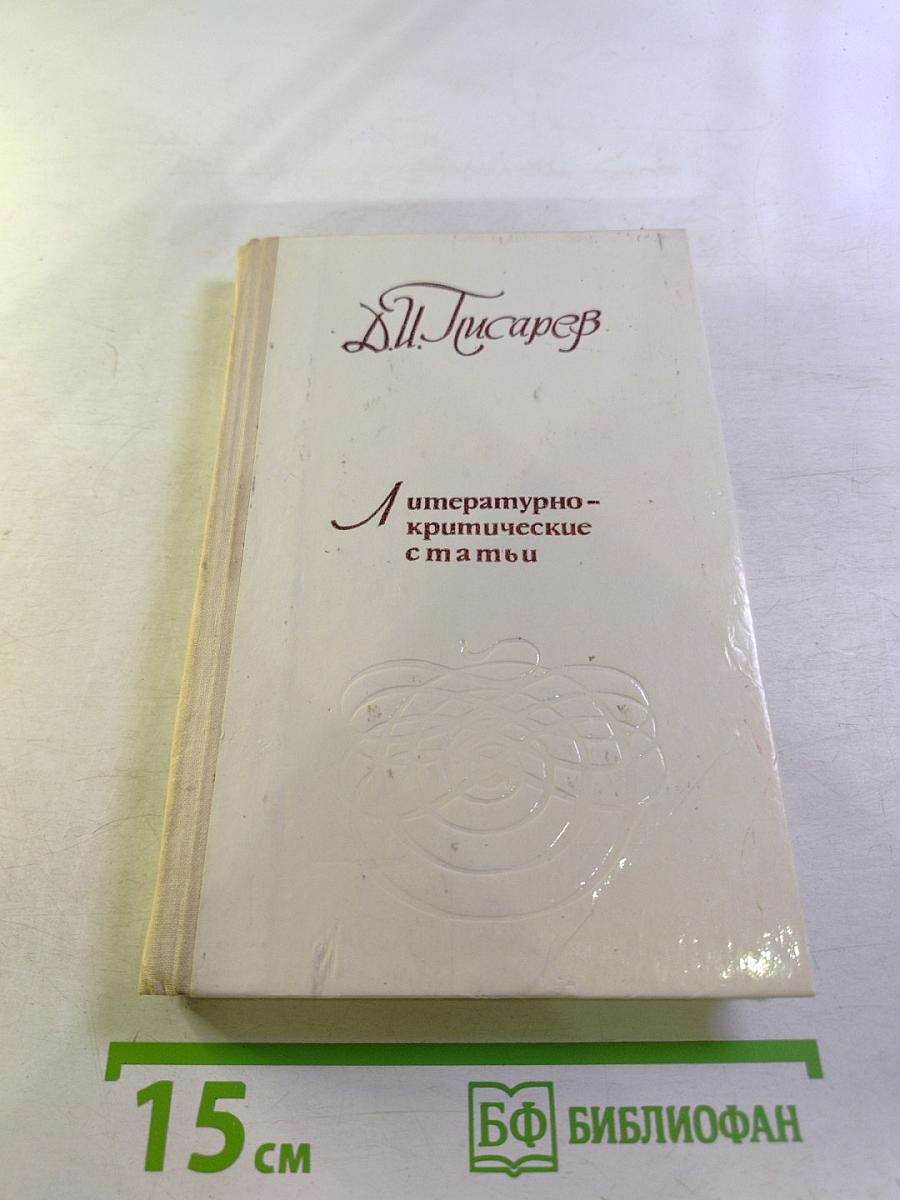 Д.И. Писарев
Литературно-
критические
статьи
15 см
БФ БИБЛИОФАН